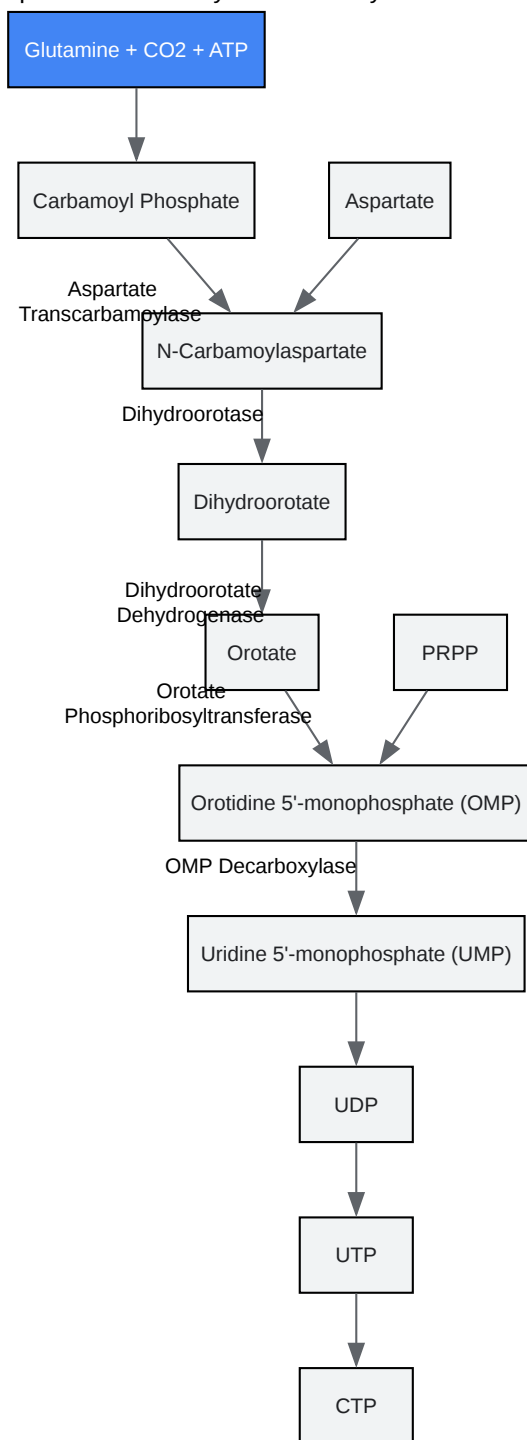 Glutamine + CO2 + ATP
Carbamoyl Phosphate
Aspartate
Aspartate
Transcarbamoylase
N-Carbamoylaspartate
Dihydroorotase
Dihydroorotate
Dihydroorotate
Dehydrogenase
Orotate
PRPP
Orotate
Phosphoribosyltransferase
Orotidine 5'-monophosphate (OMP)
OMP Decarboxylase
Uridine 5'-monophosphate (UMP)
UDP
UTP
CTP